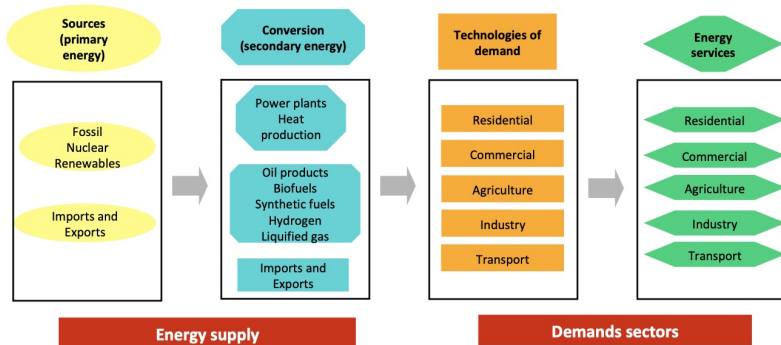 Sources
(primary
energy)
Conversion
(secondary energy)
Technologies of
demand
Energy
services
Fossil
Nuclear
Renewables
Imports and
Exports
Power plants
Heat
production
Oil products
Biofuels
Synthetic fuels
Hydrogen
Liquified gas
Imports and
Exports
Residential
Commercial
Agriculture
Industry
Transport
Residential
Commercial
Agriculture
Industry
Transport
Energy supply
Demands sectors